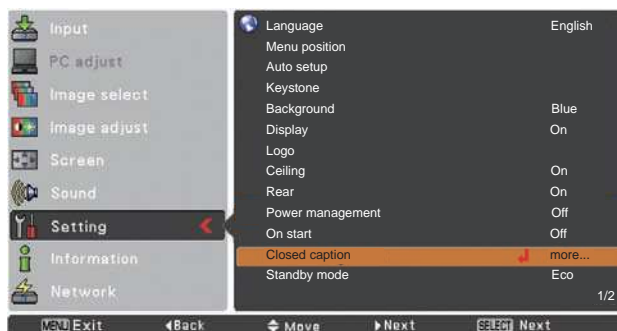 Input
PC adjust
Image select
Image adjust
Screen
Sound
Setting
Information
Network
Language English
Menu position
Auto setup
Keystone
Background Blue
Display On
Logo
Ceiling On
Rear On
Power management Off
On start Off
Closed caption more...
Standby mode Eco
1/2
MENU Exit Back Move Next SELECT Next